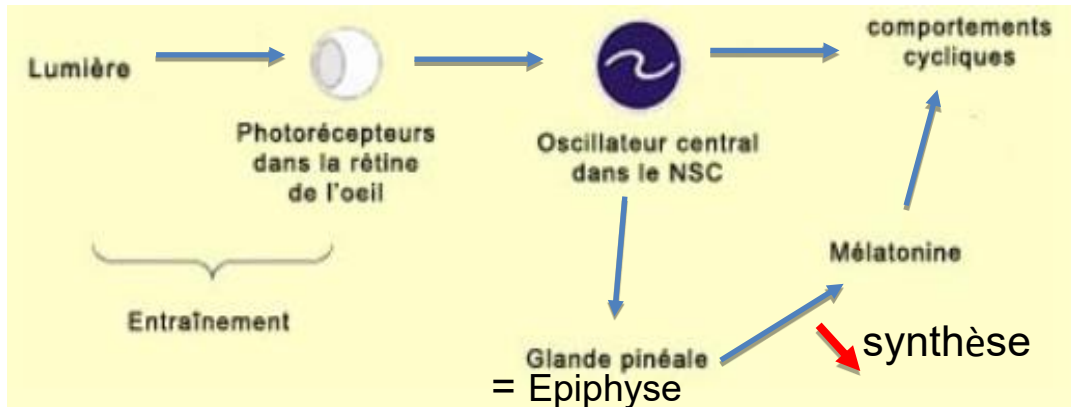 Lumière
Photorécepteurs
dans la rétine
de l'oeil
Entraînement
Oscillateur central
dans le NSC
comportements
cycliques
Mélatonine
synthèse
Glande pinéale
= Epiphyse